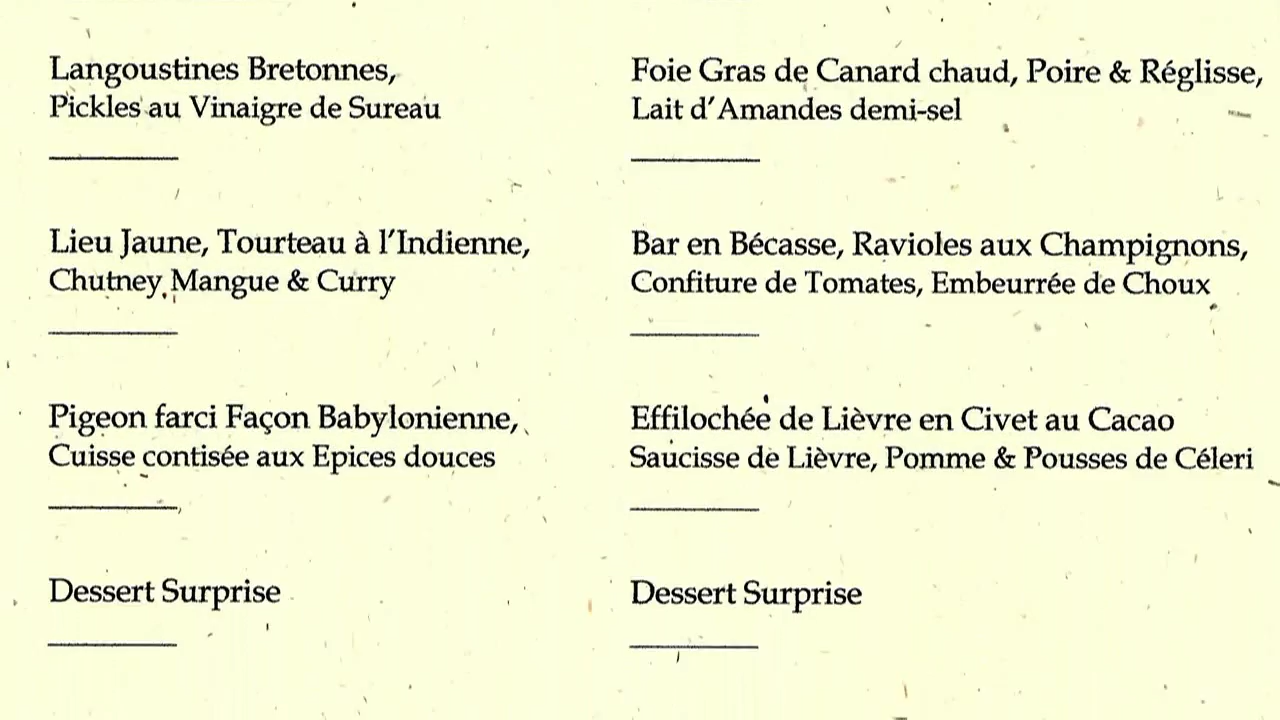 Langoustines Bretonnes,
Pickles au Vinaigre de Sureau
Lieu Jaune, Tourteau à l'Indienne,
Chutney Mangue & Curry
Pigeon farci Façon Babylonienne,
Cuisse contisée aux Epices douces
Dessert Surprise
Foie Gras de Canard chaud, Poire & Réglisse,
Lait d'Amandes demi-sel
Bar en Bécasse, Ravioles aux Champignons,
Confiture de Tomates, Embeurrée de Choux
Effilochée de Lièvre en Civet au Cacao
Saucisse de Lièvre, Pomme & Pousses de Céleri
Dessert Surprise